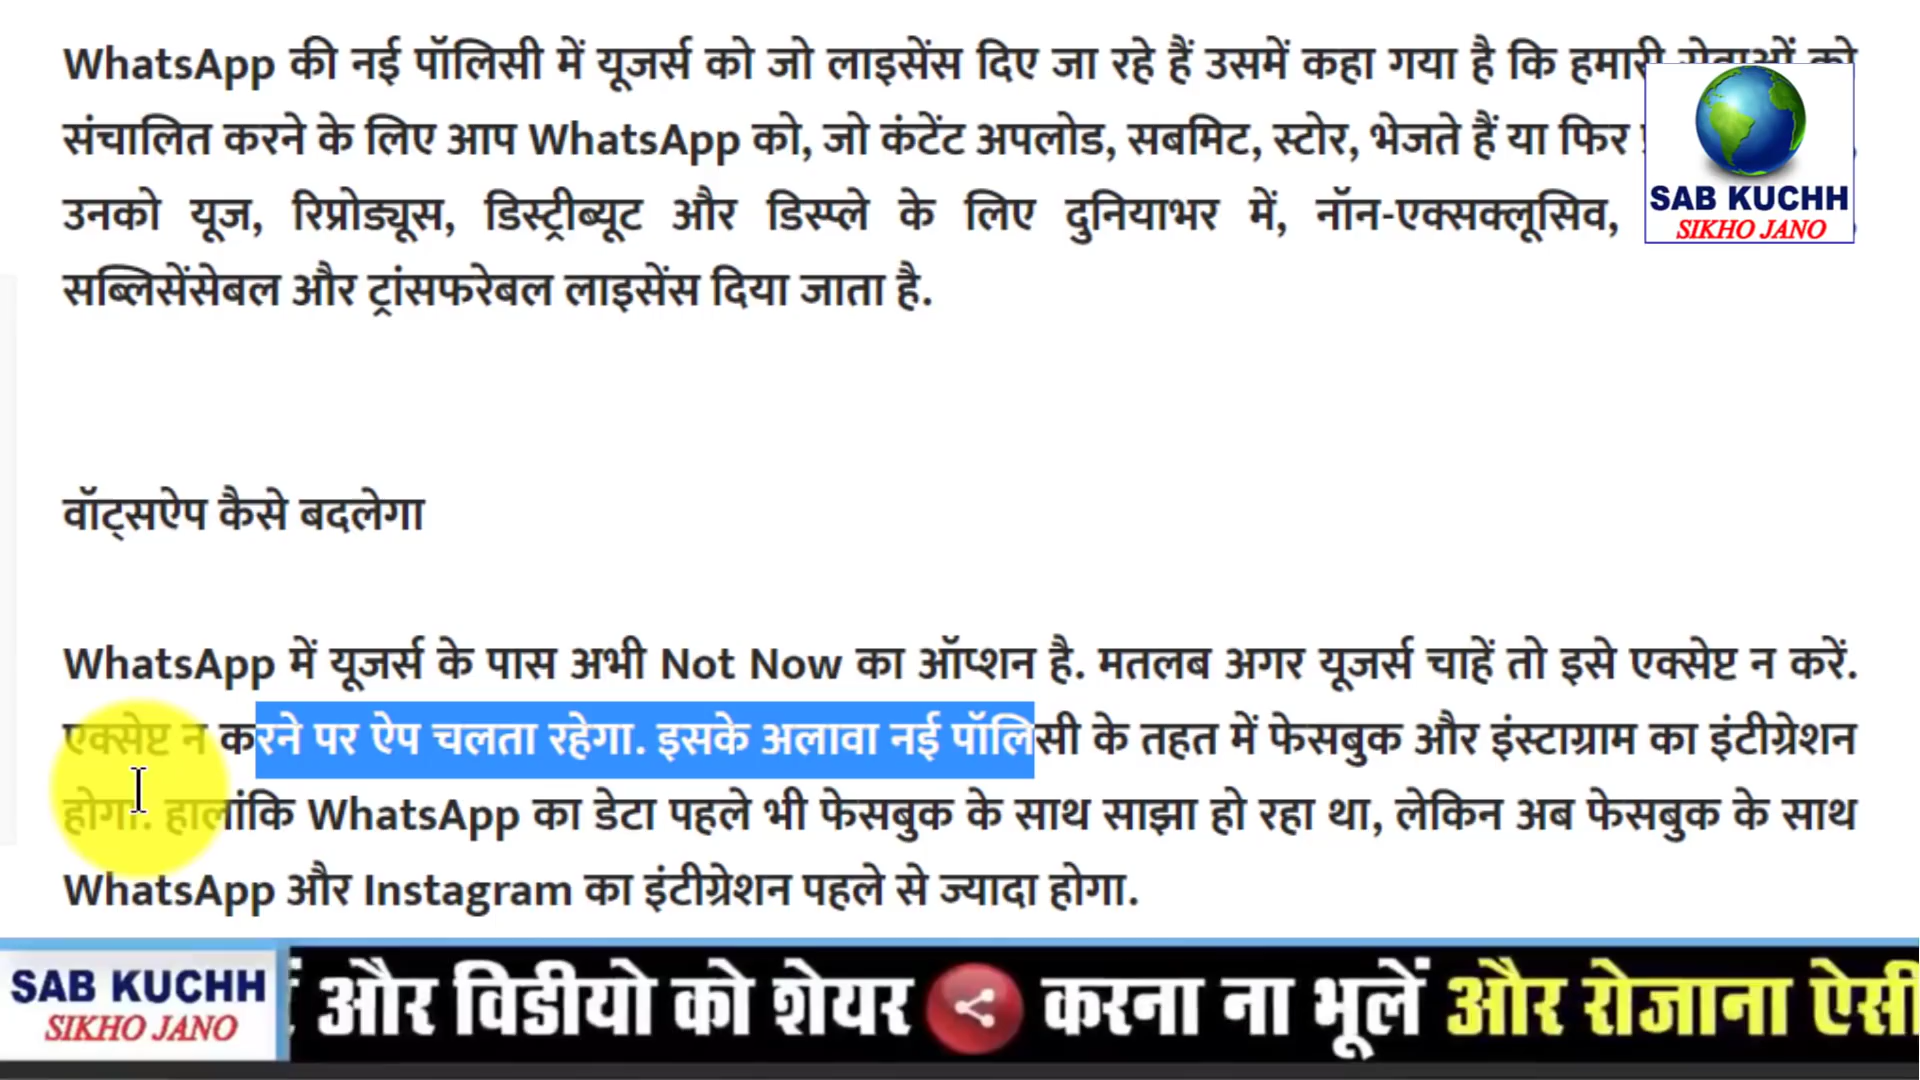 WhatsApp की नई पॉलिसी में यूजर्स को जो लाइसेंस दिए जा रहे हैं उसमें कहा गया है कि हमारी सेवाओं को
संचालित करने के लिए आप WhatsApp को, जो कंटेंट अपलोड, सबमिट, स्टोर, भेजते हैं या फिर
उनको यूज, रिप्रोड्यूस, डिस्ट्रीब्यूट और डिस्प्ले के लिए दुनियाभर में, नॉन-एक्सक्लूसिव,
सब्लिसेंसेबल और ट्रांसफरेबल लाइसेंस दिया जाता है.
SAB KUCHH
SIKHO JANO
वॉट्सऐप कैसे बदलेगा
WhatsApp में यूजर्स के पास अभी Not Now का ऑप्शन है. मतलब अगर यूजर्स चाहें तो इसे एक्सेप्ट न करें.
एक्सेप्ट न करने पर ऐप चलता रहेगा. इसके अलावा नई पॉलिसी के तहत में फेसबुक और इंस्टाग्राम का इंटीग्रेशन
होगा. हालांकि WhatsApp का डेटा पहले भी फेसबुक के साथ साझा हो रहा था, लेकिन अब फेसबुक के साथ
WhatsApp और Instagram का इंटीग्रेशन पहले से ज्यादा होगा.
SAB KUCHH
SIKHO JANO
और विडीयो को शेयर करना ना भूलें और रोजाना ऐसी